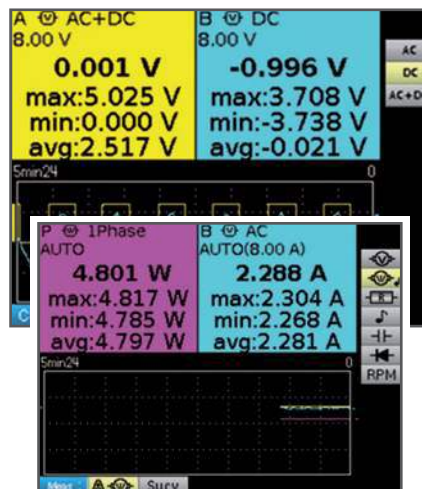 A V AC+DC
8.00 V
0.001 V
max:5.025 V
min:0.000 V
avg:2.517 V
B V DC
8.00 V
-0.996 V
max:3.708 V
min:-3.738 V
avg:-0.021 V
AC
DC
AC+D
5min24
0
P W 1Phase
AUTO
4.801 W
max:4.817 W
min:4.785 W
avg:4.797 W
B V AC
AUTO(8.00 A)
2.288 A
max:2.304 A
min:2.268 A
avg:2.281 A
V
W
R
RPM
5min24
0
Meas
A W
Surv